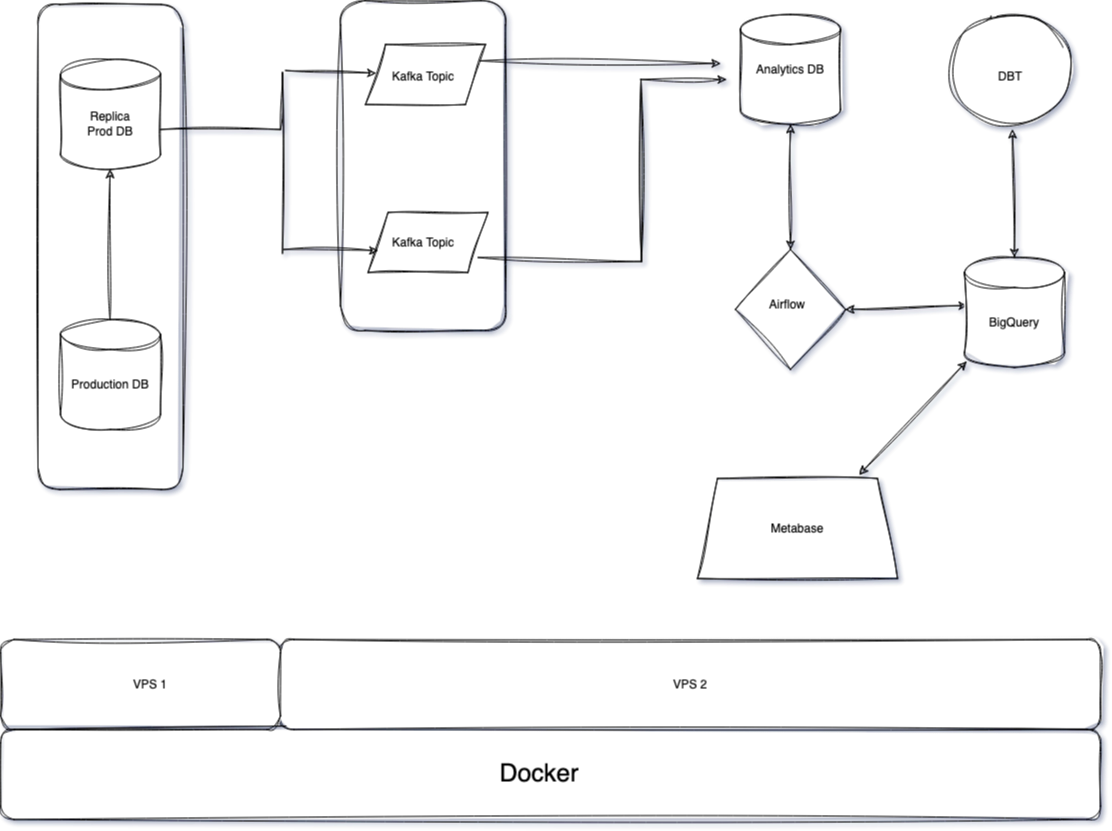 Replica
Prod DB
Production DB
Kafka Topic
Kafka Topic
Analytics DB
DBT
Airflow
BigQuery
Metabase
VPS 1
VPS 2
Docker